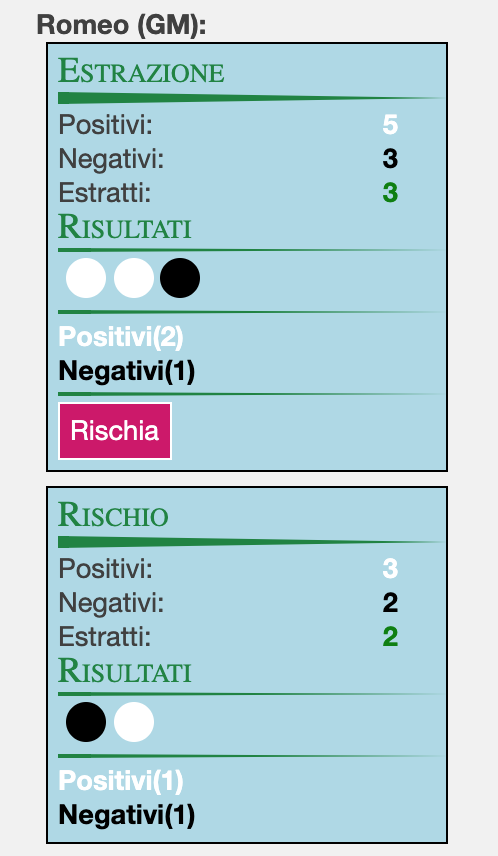 Romeo (GM):
Estrazione
Positivi: 5
Negativi: 3
Estratti: 3
Risultati
Positivi(2)
Negativi(1)
Rischia
Rischio
Positivi: 3
Negativi: 2
Estratti: 2
Risultati
Positivi(1)
Negativi(1)